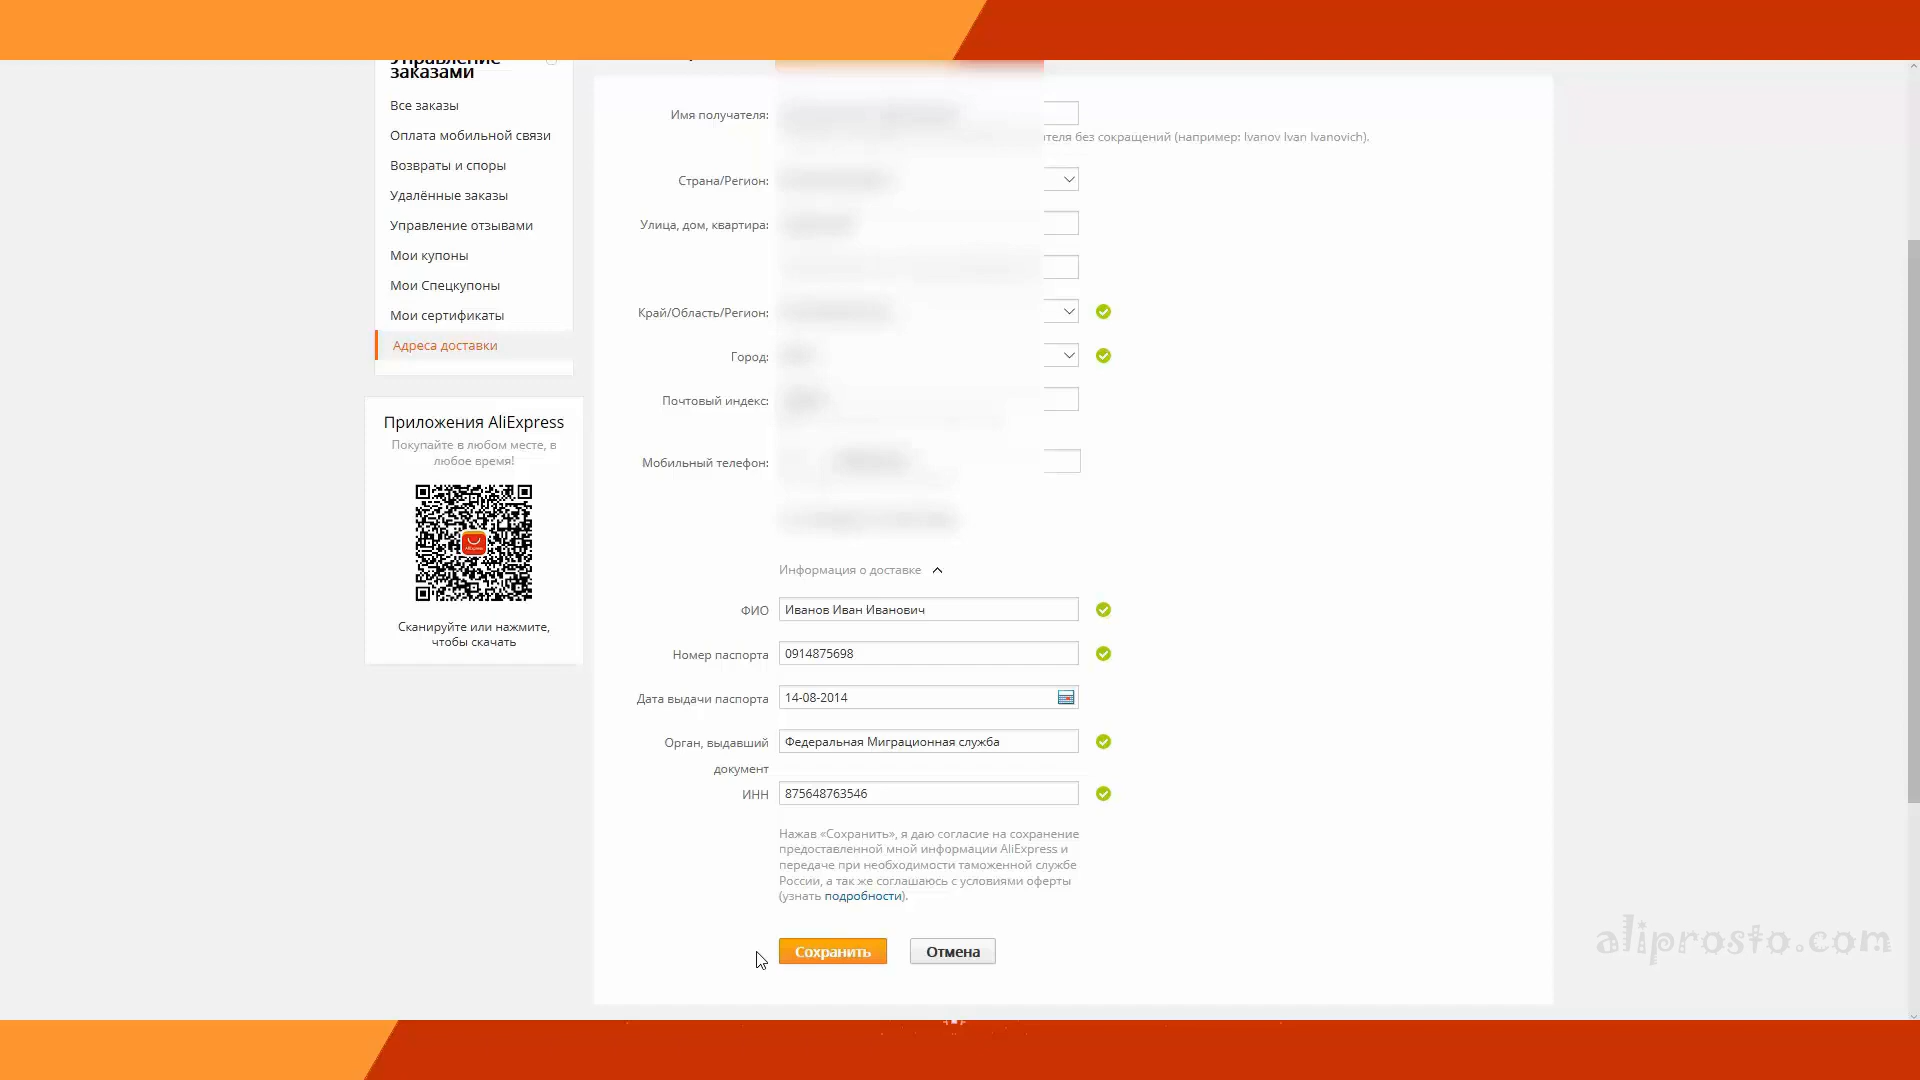 Управление
заказами
Все заказы
Оплата мобильной связи
Возвраты и споры
Удалённые заказы
Управление отзывами
Мои купоны
Мои Спецкупоны
Мои сертификаты
Адреса доставки
Приложения AliExpress
Покупайте в любом месте, в
любое время!
Сканируйте или нажмите,
чтобы скачать
Имя получателя:
без сокращений (например: Ivanov Ivan Ivanovich).
Страна/Регион:
Улица, дом, квартира:
Край/Область/Регион:
Город:
Почтовый индекс:
Мобильный телефон:
Информация о доставке
ФИО Иванов Иван Иванович
Номер паспорта 0914875698
Дата выдачи паспорта 14-08-2014
Орган, выдавший Федеральная Миграционная служба
документ
ИНН 875648763546
Нажав «Сохранить», я даю согласие на сохранение
предоставленной мной информации AliExpress и
передаче при необходимости таможенной службе
России, а так же соглашаюсь с условиями оферты
(узнать подробности).
Сохранить Отмена
aliprosto.com